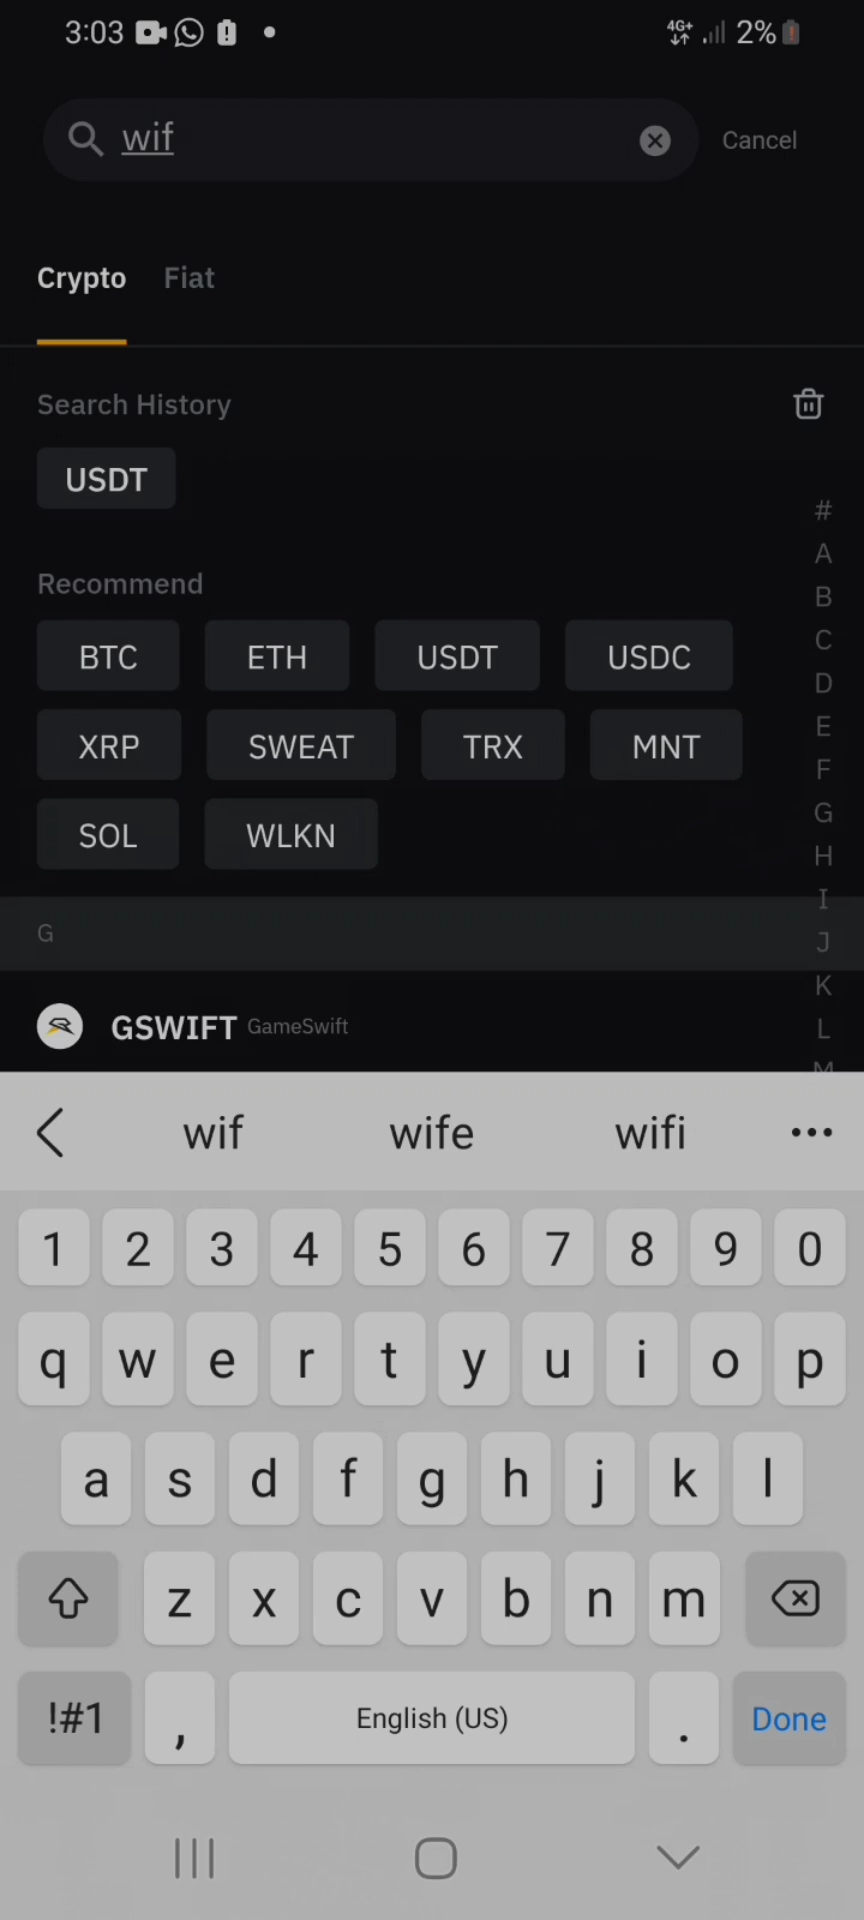 3:03 4G+ 2%
wif Cancel
Crypto Fiat
Search History
USDT
#
A
B
C
D
E
F
G
H
I
J
K
L
M
Recommend
BTC ETH USDT USDC
XRP SWEAT TRX MNT
SOL WLKN
G
GSWIFT GameSwift
wif wife wifi
1 2 3 4 5 6 7 8 9 0
q w e r t y u i o p
a s d f g h j k l
z x c v b n m
!#1 , English (US) . Done